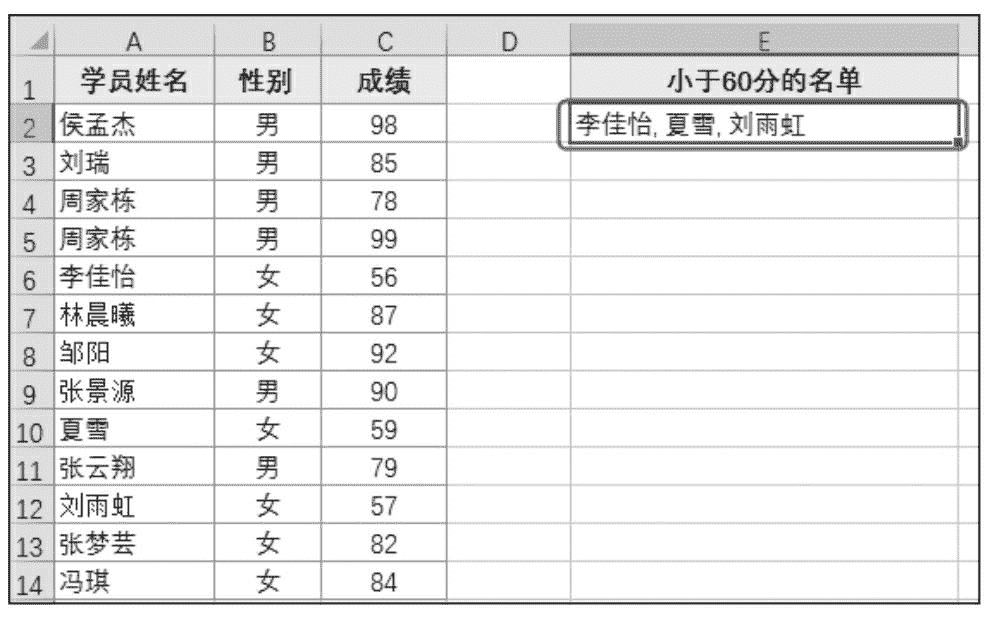 A B C D E
1 学员姓名 性别 成绩 小于60分的名单
2 侯孟杰 男 98 李佳怡, 夏雪, 刘雨虹
3 刘瑞 男 85
4 周家栋 男 78
5 周家栋 男 99
6 李佳怡 女 56
7 林晨曦 女 87
8 邹阳 女 92
9 张景源 男 90
10 夏雪 女 59
11 张云翔 男 79
12 刘雨虹 女 57
13 张梦芸 女 82
14 冯琪 女 84